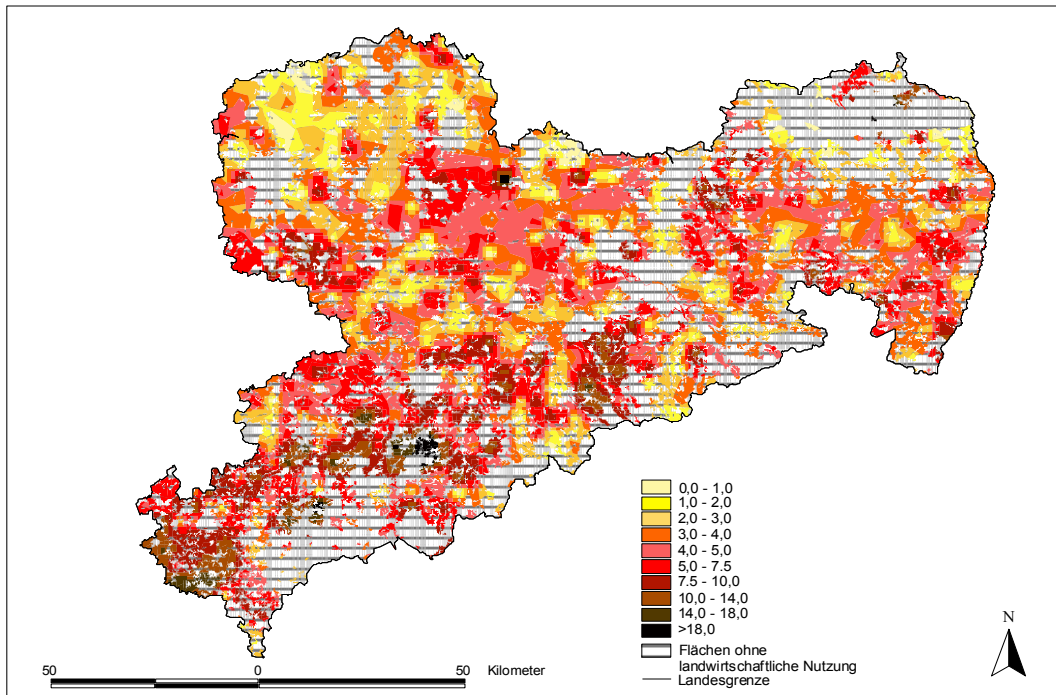 0,0 - 1,0
1,0 - 2,0
2,0 - 3,0
3,0 - 4,0
4,0 - 5,0
5,0 - 7.5
7.5 - 10,0
10,0 - 14,0
14,0 - 18,0
>18,0
Flächen ohne
landwirtschaftliche Nutzung
Landesgrenze
N
50 0 50 Kilometer